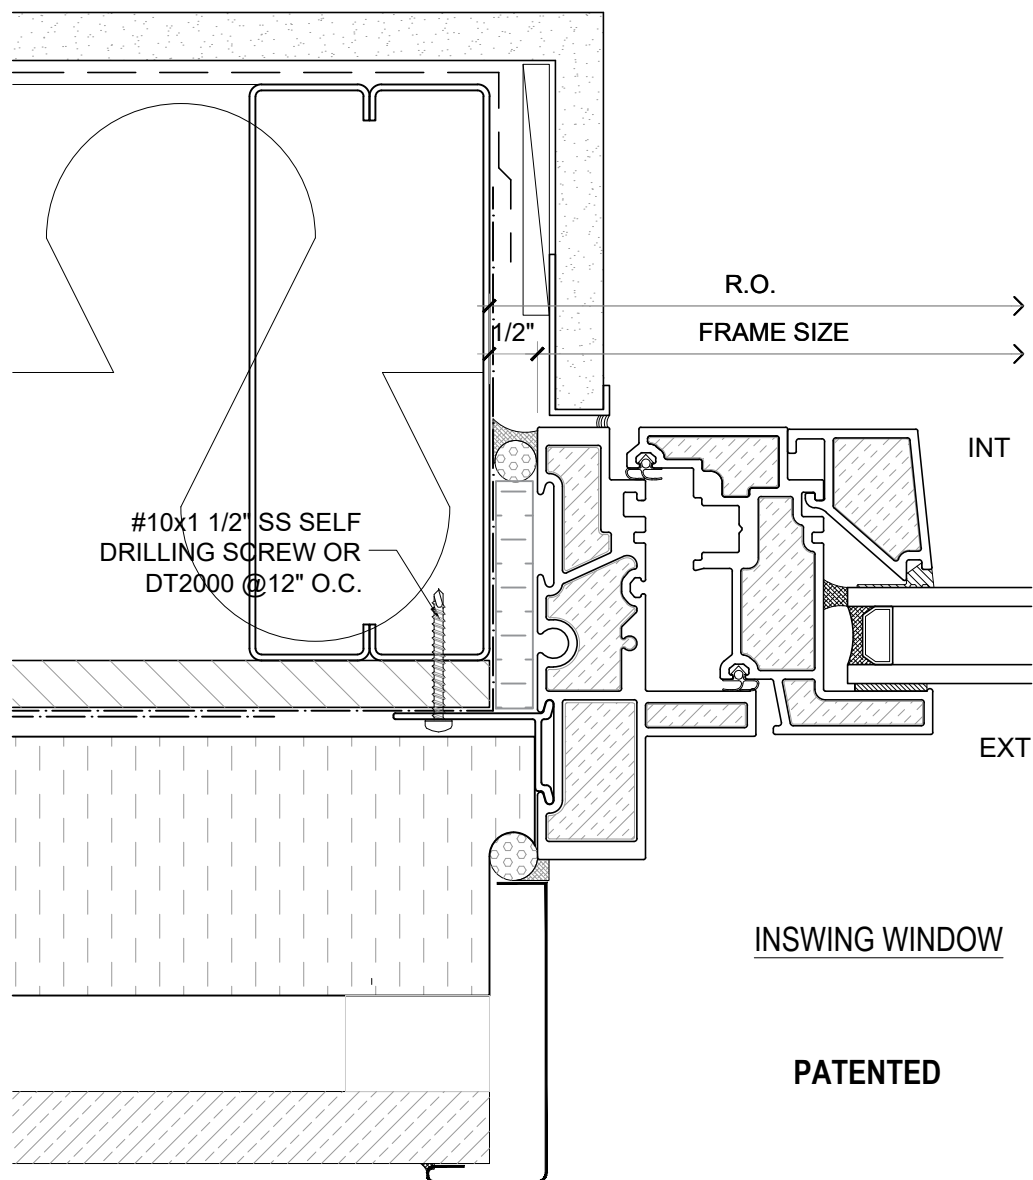 R.O.
1/2"
FRAME SIZE
INT
#10x1 1/2" SS SELF
DRILLING SCREW OR
DT2000 @12" O.C.
EXT
INSWING WINDOW
PATENTED